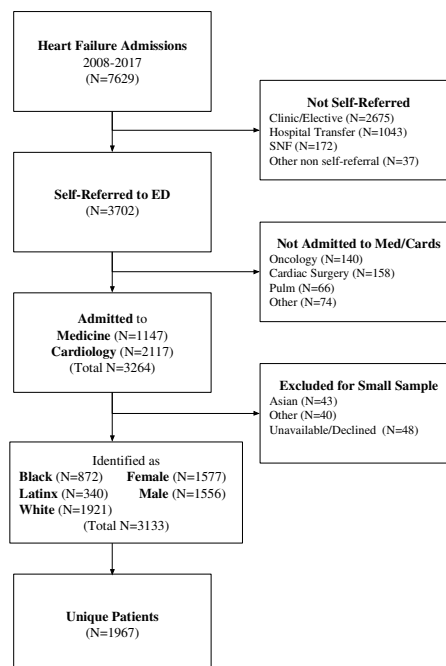 Heart Failure Admissions
2008-2017
(N=7629)
Not Self-Referred
Clinic/Elective (N=2675)
Hospital Transfer (N=1043)
SNF (N=172)
Other non self-referral (N=37)
Self-Referred to ED
(N=3702)
Not Admitted to Med/Cards
Oncology (N=140)
Cardiac Surgery (N=158)
Pulm (N=66)
Other (N=74)
Admitted to
Medicine (N=1147)
Cardiology (N=2117)
(Total N=3264)
Excluded for Small Sample
Asian (N=43)
Other (N=40)
Unavailable/Declined (N=48)
Identified as
Black (N=872) Female (N=1577)
Latinx (N=340) Male (N=1556)
White (N=1921)
(Total N=3133)
Unique Patients
(N=1967)